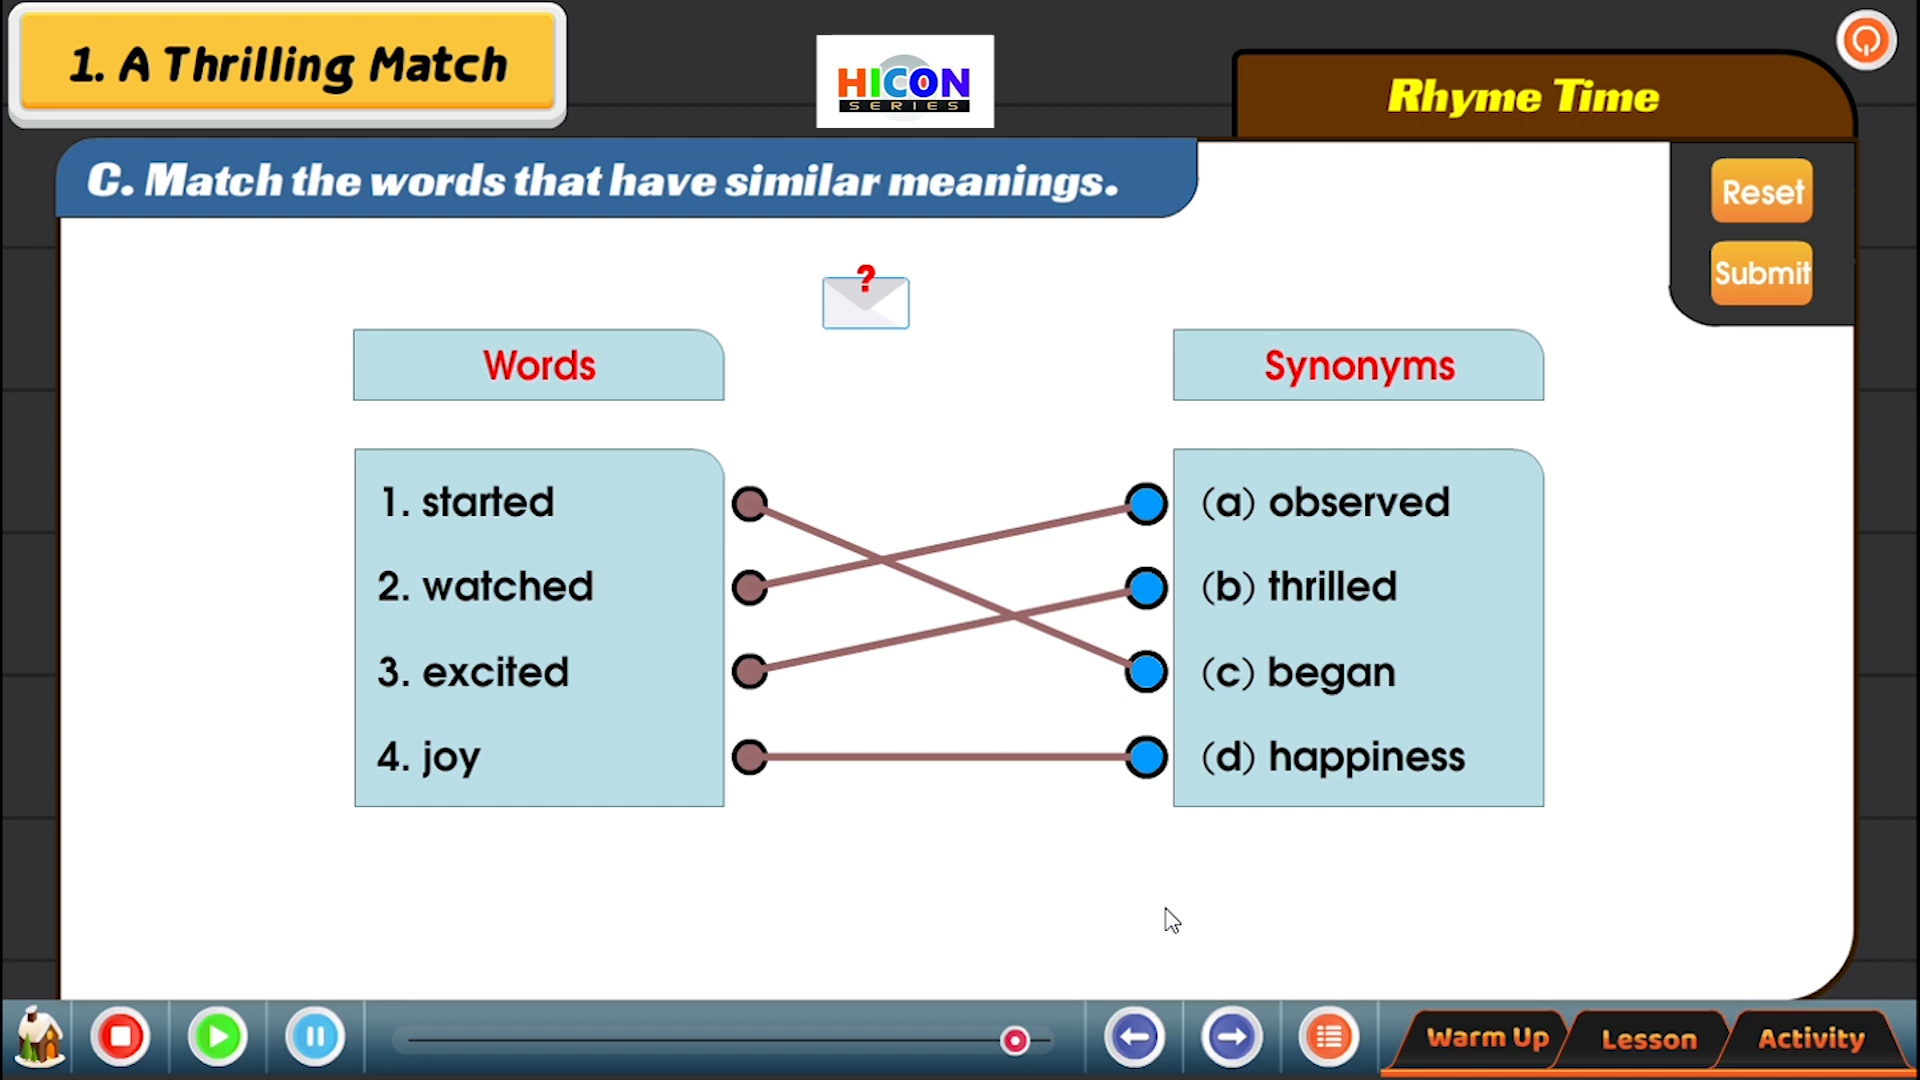 1. A Thrilling Match
HICON
SERIES
Rhyme Time
C. Match the words that have similar meanings.
Reset
Submit
?
Words
Synonyms
1. started
(a) observed
2. watched
(b) thrilled
3. excited
(c) began
4. joy
(d) happiness
Warm Up
Lesson
Activity